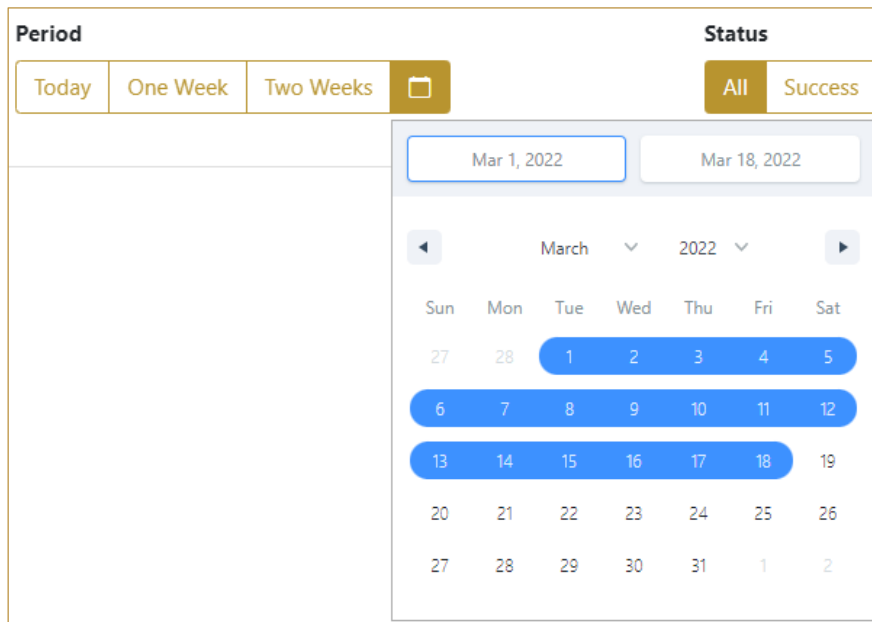 Period Status
Today One Week Two Weeks All Success
Mar 1, 2022 Mar 18, 2022
March 2022
Sun Mon Tue Wed Thu Fri Sat
27 28 1 2 3 4 5
6 7 8 9 10 11 12
13 14 15 16 17 18 19
20 21 22 23 24 25 26
27 28 29 30 31 1 2